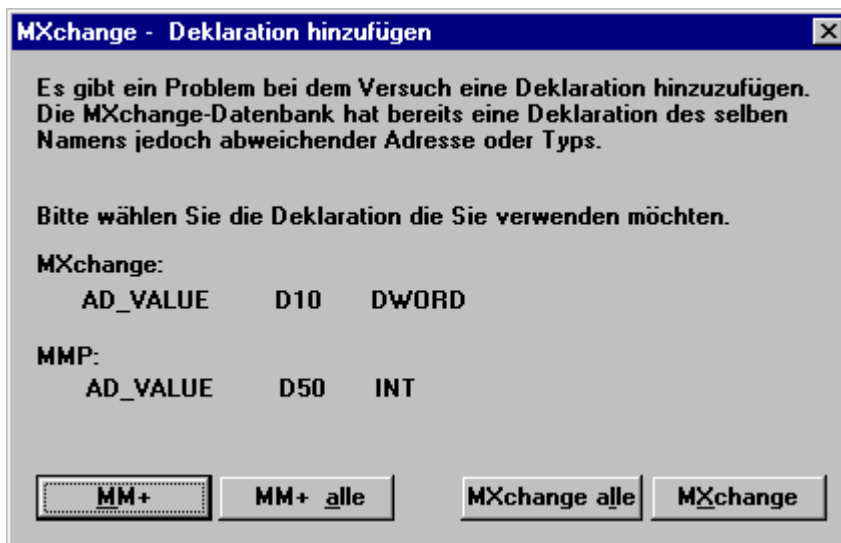 MXchange - Deklaration hinzufügen
Es gibt ein Problem bei dem Versuch eine Deklaration hinzuzufügen.
Die MXchange-Datenbank hat bereits eine Deklaration des selben
Namens jedoch abweichender Adresse oder Typs.
Bitte wählen Sie die Deklaration die Sie verwenden möchten.
MXchange:
AD_VALUE D10 DWORD
MMP:
AD_VALUE D50 INT
MM+ MM+ alle MXchange alle MXchange